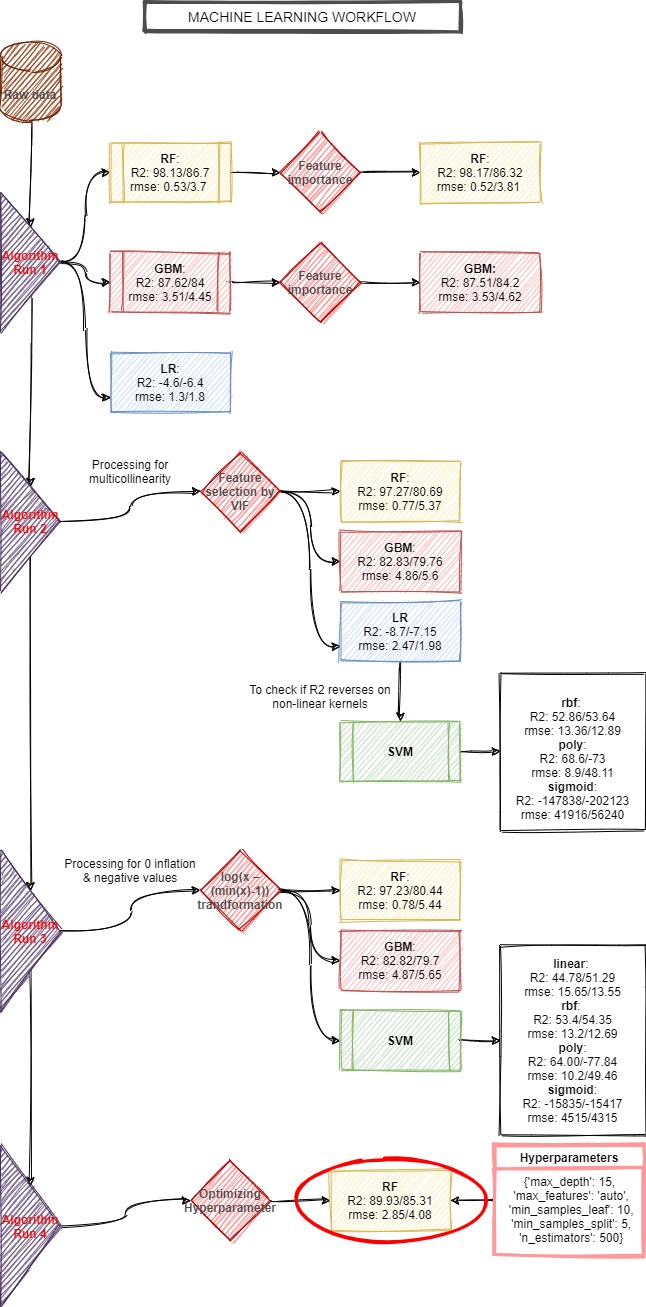 MACHINE LEARNING WORKFLOW
Raw data
Algorithm
Run 1
RF:
R2: 98.13/86.7
rmse: 0.53/3.7
Feature
importance
RF:
R2: 98.17/86.32
rmse: 0.52/3.81
GBM:
R2: 87.62/84
rmse: 3.51/4.45
Feature
importance
GBM:
R2: 87.51/84.2
rmse: 3.53/4.62
LR:
R2: -4.6/-6.4
rmse: 1.3/1.8
Algorithm
Run 2
Processing for
multicollinearity
Feature
selection by
VIF
RF:
R2: 97.27/80.69
rmse: 0.77/5.37
GBM:
R2: 82.83/79.76
rmse: 4.86/5.6
LR
R2: -8.7/-7.15
rmse: 2.47/1.98
To check if R2 reverses on
non-linear kernels
SVM
rbf:
R2: 52.86/53.64
rmse: 13.36/12.89
poly:
R2: 68.6/-73
rmse: 8.9/48.11
sigmoid:
R2: -147838/-202123
rmse: 41916/56240
Algorithm
Run 3
Processing for 0 inflation
& negative values
log(x –
(min(x)-1))
trandformation
RF:
R2: 97.23/80.44
rmse: 0.78/5.44
GBM:
R2: 82.82/79.7
rmse: 4.87/5.65
SVM
linear:
R2: 44.78/51.29
rmse: 15.65/13.55
rbf:
R2: 53.4/54.35
rmse: 13.2/12.69
poly:
R2: 64.00/-77.84
rmse: 10.2/49.46
sigmoid:
R2: -15835/-15417
rmse: 4515/4315
Algorithm
Run 4
Optimizing
Hyperparameter
RF
R2: 89.93/85.31
rmse: 2.85/4.08
Hyperparameters
{'max_depth': 15,
'max_features': 'auto',
'min_samples_leaf': 10,
'min_samples_split': 5,
'n_estimators': 500}